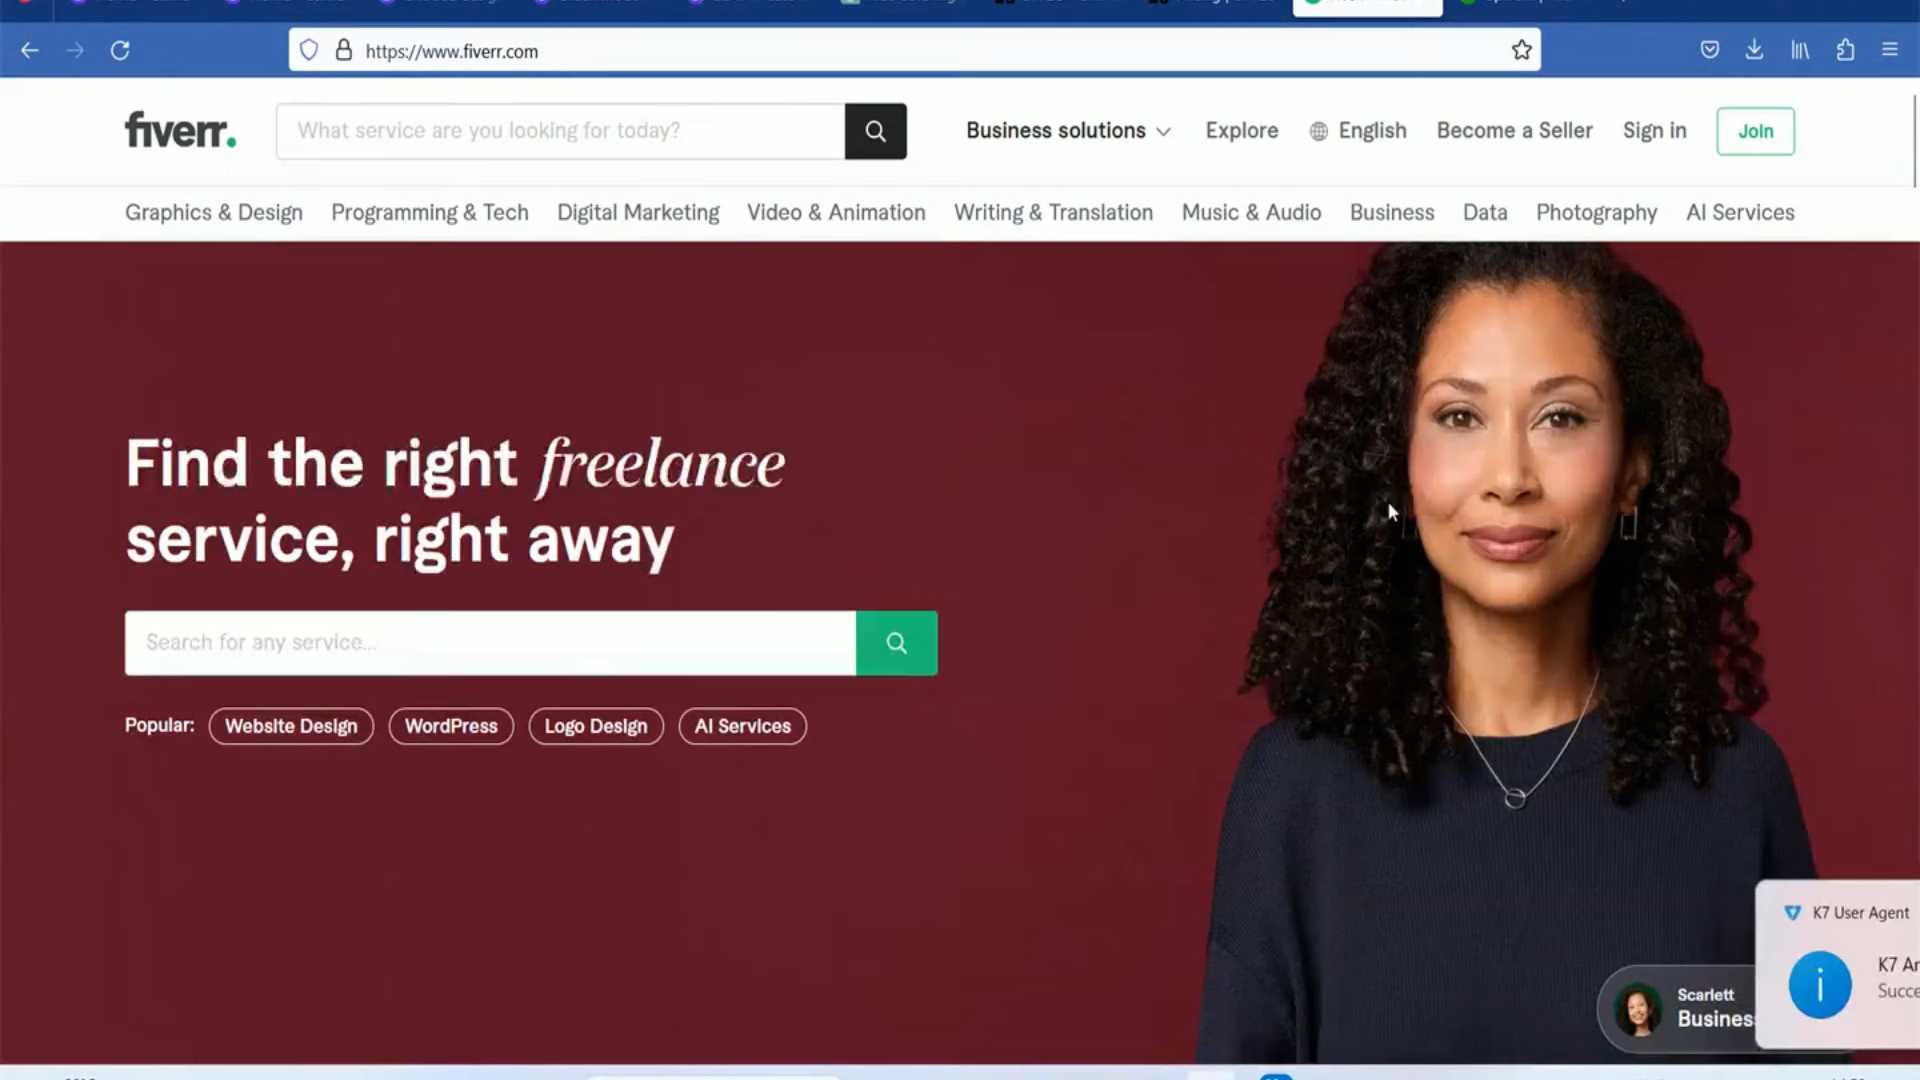 https://www.fiverr.com
fiverr.
What service are you looking for today?
Business solutions
Explore
English
Become a Seller
Sign in
Join
Graphics & Design
Programming & Tech
Digital Marketing
Video & Animation
Writing & Translation
Music & Audio
Business
Data
Photography
AI Services
Find the right freelance
service, right away
Search for any service...
Popular:
Website Design
WordPress
Logo Design
AI Services
K7 User Agent
K7 
Scarlett